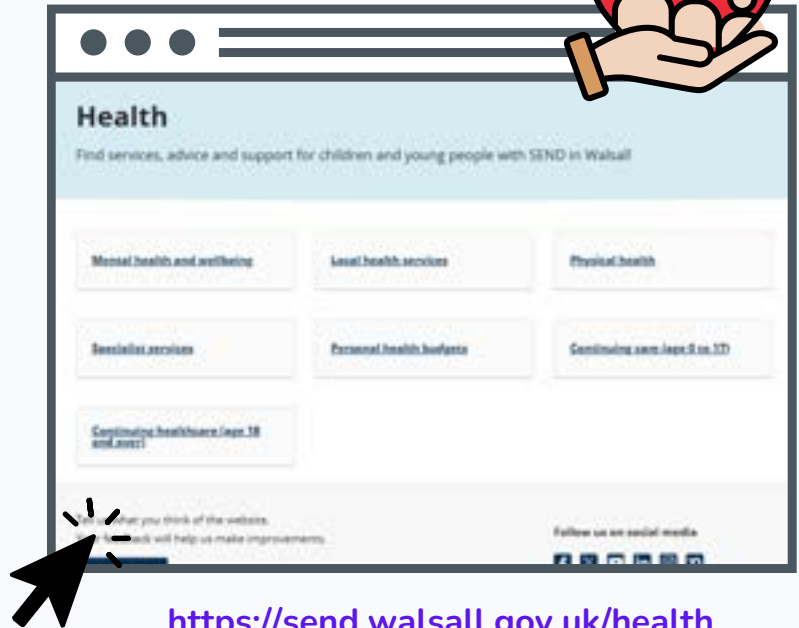 Health
Find services, advice and support for children and young people with SEND in Walsall
Mental health and wellbeing
Local health services
Physical health
Specialist services
Personal health budgets
Continuing care (age 0 to 17)
Continuing healthcare (age 18
and over)
what you think of the website.
feedback will help us make improvements.
Follow us on social media
https://send.walsall.gov.uk/health